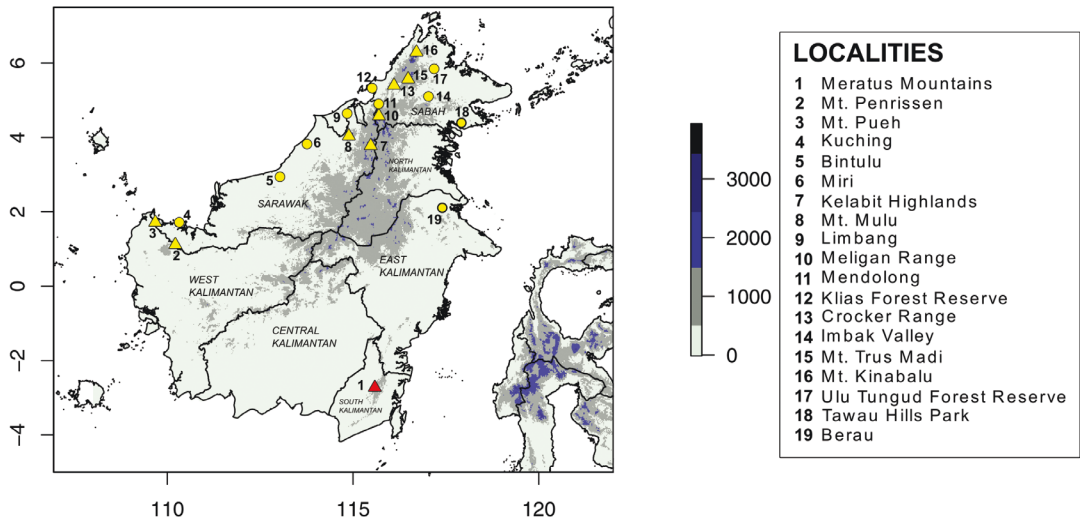 6
4
2
0
−2
−4
110
115
120
16
15
17
12
13
14
SABAH
18
11
10
9
8
7
6
NORTH
KALIMANTAN
5
SARAWAK
19
4
3
2
EAST
KALIMANTAN
WEST
KALIMANTAN
CENTRAL
KALIMANTAN
1
SOUTH
KALIMANTAN
3000
2000
1000
0
LOCALITIES
1 Meratus Mountains
2 Mt. Penrissen
3 Mt. Pueh
4 Kuching
5 Bintulu
6 Miri
7 Kelabit Highlands
8 Mt. Mulu
9 Limbang
10 Meligan Range
11 Mendolong
12 Klias Forest Reserve
13 Crocker Range
14 Imbak Valley
15 Mt. Trus Madi
16 Mt. Kinabalu
17 Ulu Tungud Forest Reserve
18 Tawau Hills Park
19 Berau